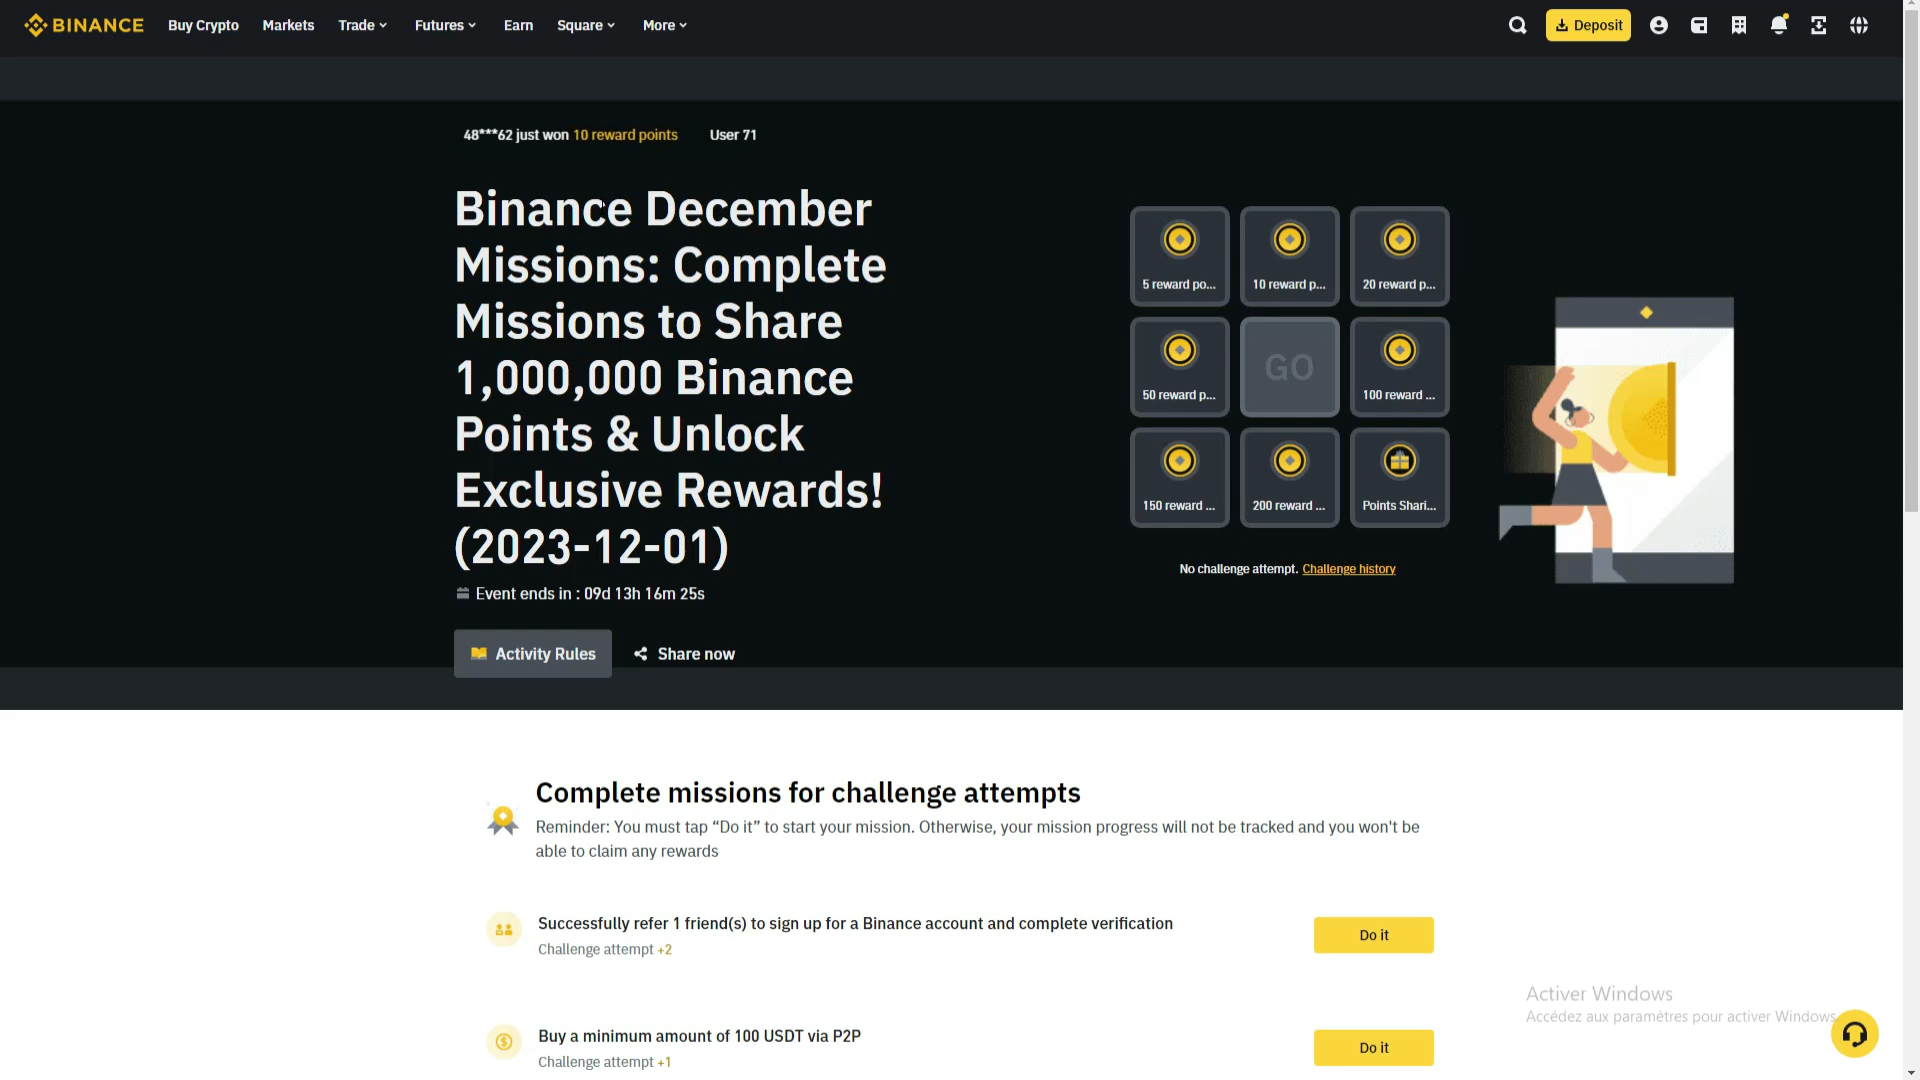 BINANCE
Buy Crypto
Markets
Trade
Futures
Earn
Square
More
Deposit
48***62 just won 10 reward points
User 71
Binance December
Missions: Complete
Missions to Share
1,000,000 Binance
Points & Unlock
Exclusive Rewards!
(2023-12-01)
Event ends in : 09d 13h 16m 25s
Activity Rules
Share now
5 reward po...
10 reward p...
20 reward p...
50 reward p...
GO
100 reward ...
150 reward ...
200 reward ...
Points Shari...
No challenge attempt. Challenge history
Complete missions for challenge attempts
Reminder: You must tap “Do it” to start your mission. Otherwise, your mission progress will not be tracked and you won't be
able to claim any rewards
Successfully refer 1 friend(s) to sign up for a Binance account and complete verification
Challenge attempt +2
Do it
Buy a minimum amount of 100 USDT via P2P
Challenge attempt +1
Do it
Activer Windows
Accédez aux paramètres pour activer Windows.